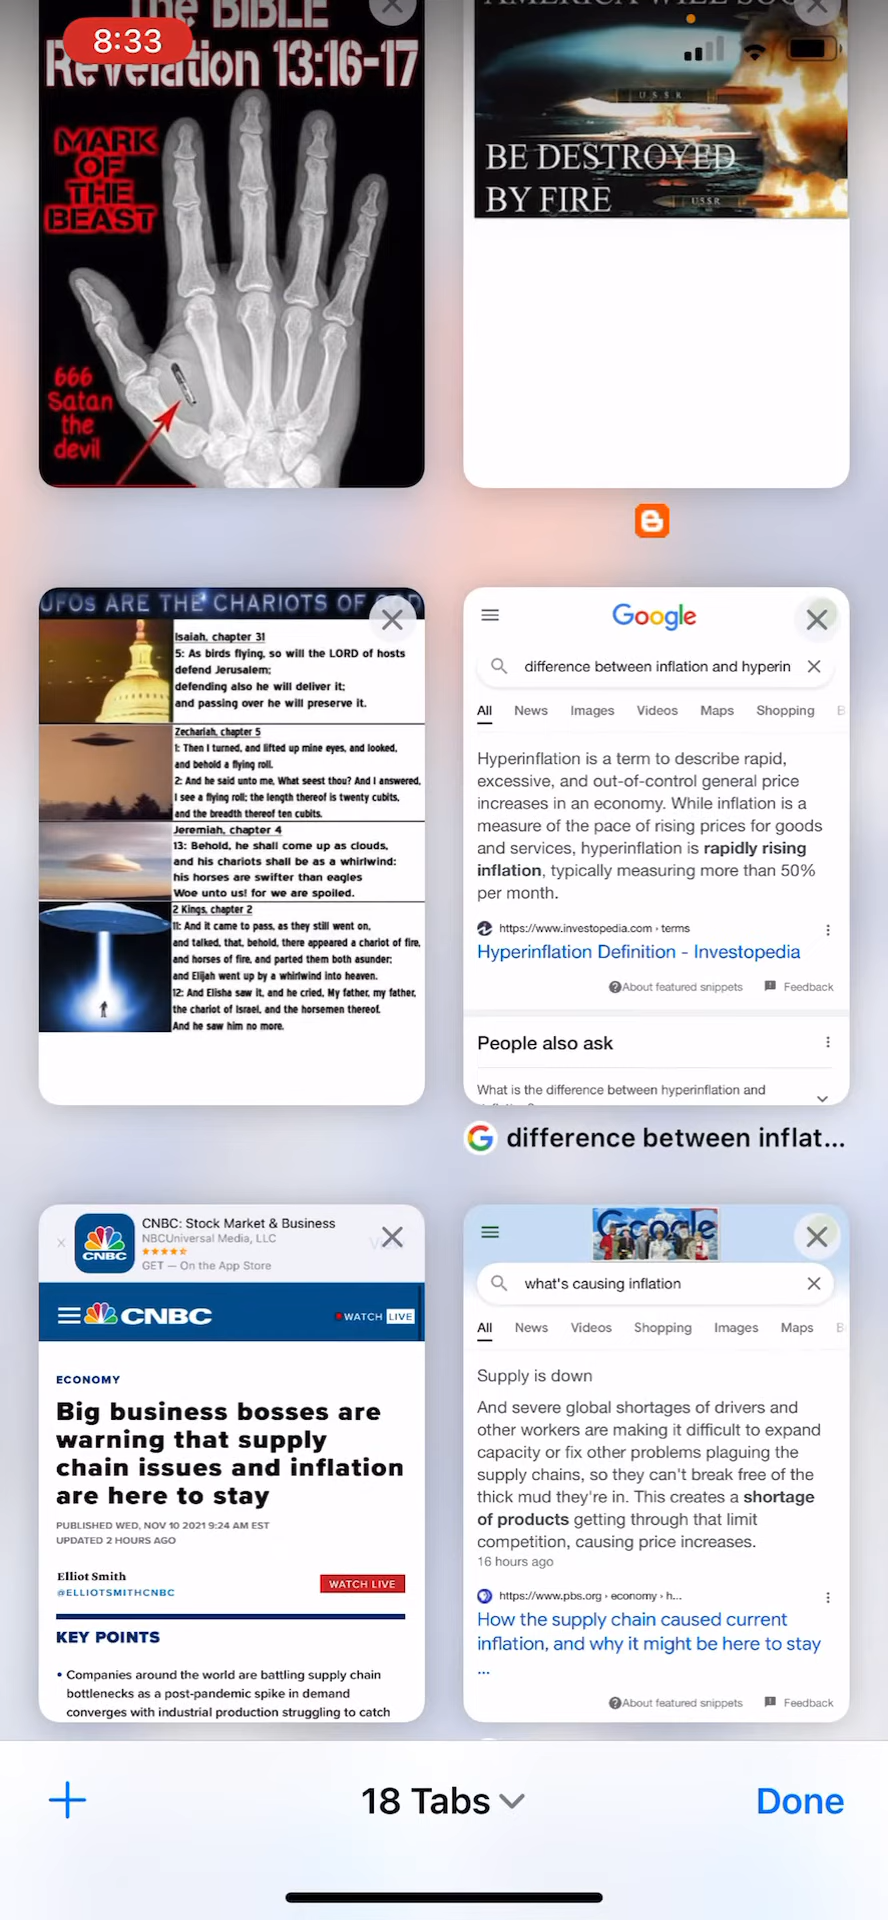 The BIBLE
8:33
Revelation 13:16-17
MARK
OF
THE
BEAST
666
Satan
the
devil
AMERICA WILL SOO
U S S R
BE DESTROYED
BY FIRE
U S S R
UFOs ARE THE CHARIOTS OF GOD
Isaiah, chapter 31
5: As birds flying, so will the LORD of hosts
defend Jerusalem;
defending also he will deliver it;
and passing over he will preserve it.
Zechariah, chapter 5
1: Then I turned, and lifted up mine eyes, and looked,
and behold a flying roll.
2: And he said unto me, What seest thou? And I answered,
I see a flying roll; the length thereof is twenty cubits,
and the breadth thereof ten cubits.
Jeremiah, chapter 4
13: Behold, he shall come up as clouds,
and his chariots shall be as a whirlwind:
his horses are swifter than eagles
Woe unto us! for we are spoiled.
2 Kings, chapter 2
11: And it came to pass, as they still went on,
and talked, that, behold, there appeared a chariot of fire,
and horses of fire, and parted them both asunder;
and Elijah went up by a whirlwind into heaven.
12: And Elisha saw it, and he cried, My father, my father,
the chariot of Israel, and the horsemen thereof.
And he saw him no more.
Google
difference between inflation and hyperin
All News Images Videos Maps Shopping B
Hyperinflation is a term to describe rapid,
excessive, and out-of-control general price
increases in an economy. While inflation is a
measure of the pace of rising prices for goods
and services, hyperinflation is rapidly rising
inflation, typically measuring more than 50%
per month.
https://www.investopedia.com › terms
Hyperinflation Definition - Investopedia
About featured snippets Feedback
People also ask
What is the difference between hyperinflation and
difference between inflat...
CNBC: Stock Market & Business
NBCUniversal Media, LLC
GET — On the App Store
CNBC
CNBC
WATCH LIVE
ECONOMY
Big business bosses are
warning that supply
chain issues and inflation
are here to stay
PUBLISHED WED, NOV 10 2021 9:24 AM EST
UPDATED 2 HOURS AGO
Elliot Smith
@ELLIOTSMITHCNBC
WATCH LIVE
KEY POINTS
• Companies around the world are battling supply chain
bottlenecks as a post-pandemic spike in demand
converges with industrial production struggling to catch
Google
what's causing inflation
All News Videos Shopping Images Maps B
Supply is down
And severe global shortages of drivers and
other workers are making it difficult to expand
capacity or fix other problems plaguing the
supply chains, so they can't break free of the
thick mud they're in. This creates a shortage
of products getting through that limit
competition, causing price increases.
16 hours ago
https://www.pbs.org › economy › h...
How the supply chain caused current
inflation, and why it might be here to stay
...
About featured snippets Feedback
18 Tabs
Done